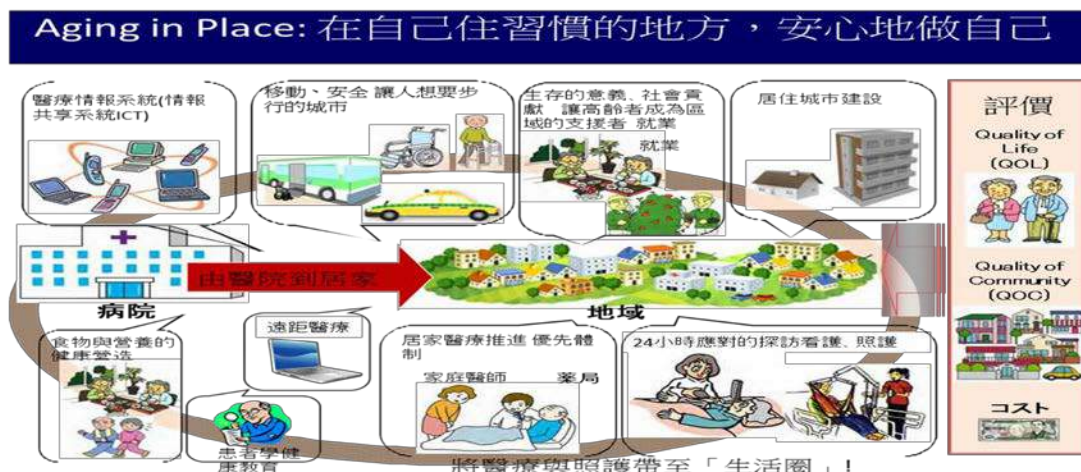 Aging in Place: 在自己住習慣的地方，安心地做自己
醫療情報系統(情報
共享系統ICT)
移動、安全 讓人想要步
行的城市
生存的意義、社會貢
獻 讓高齡者成為區
域的支援者 就業
就業
居住城市建設
評價
Quality of
Life
(QOL)
Quality of
Community
(QOC)
コスト
由醫院到居家
病院
地域
食物與營養的
健康營造
遠距醫療
患者學健
康教育
居家醫療推進 優先體
制
家庭醫師 薬局
24小時應對的探訪看護、照護
將醫療與照護帶至「生活圈」!